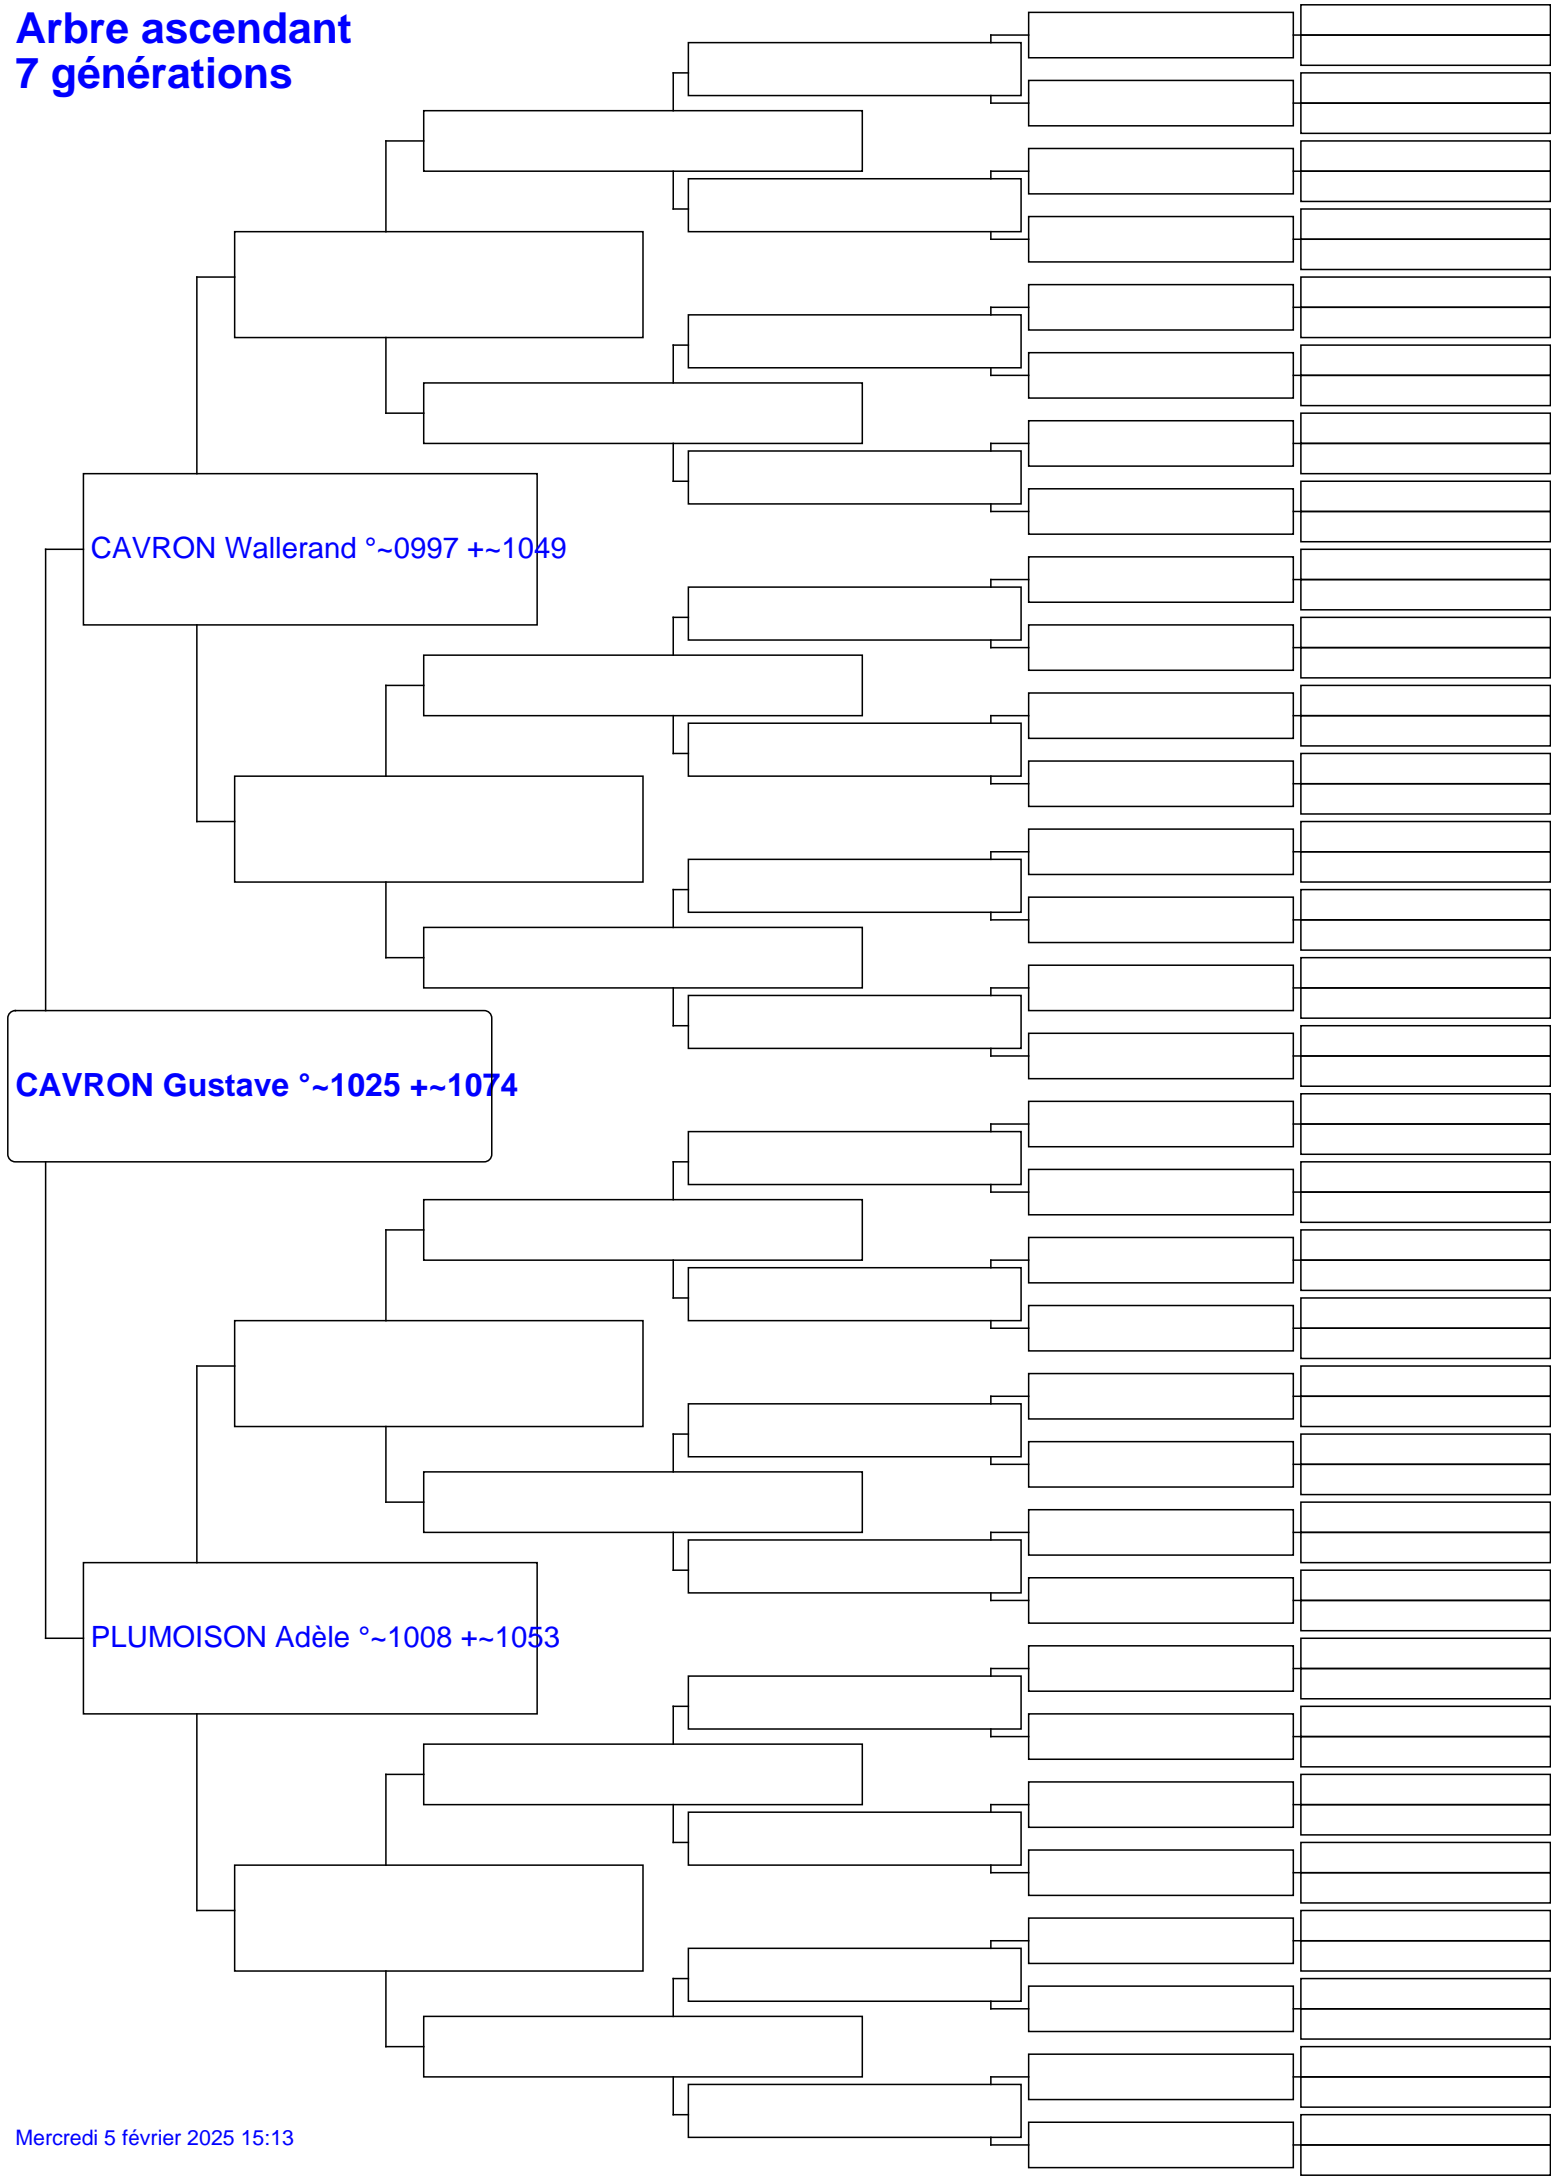 Arbre ascendant
7 générations
CAVRON Wallerand °~0997 +~1049
CAVRON Gustave °~1025 +~1074
PLUMOISON Adèle °~1008 +~1053
Mercredi 5 février 2025 15:13